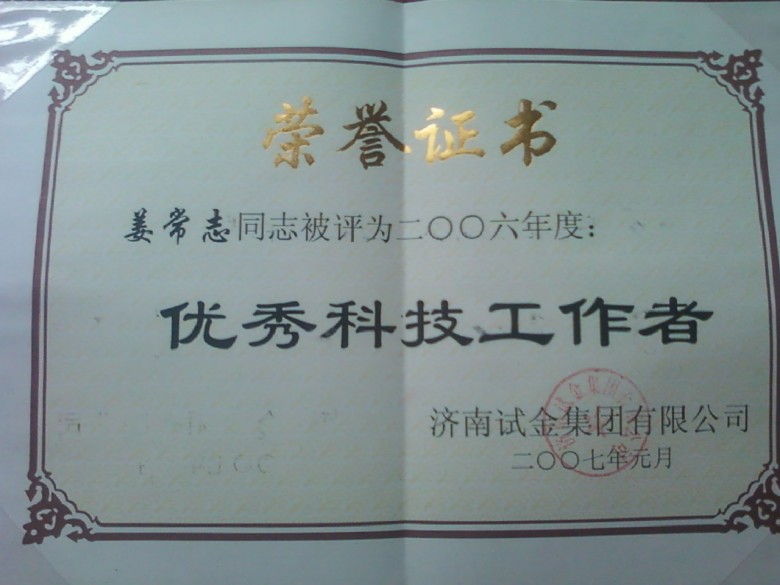 荣誉证书
姜常志同志被评为二〇〇六年度：
优秀科技工作者
济南试金集团有限公司
二〇〇七年元月